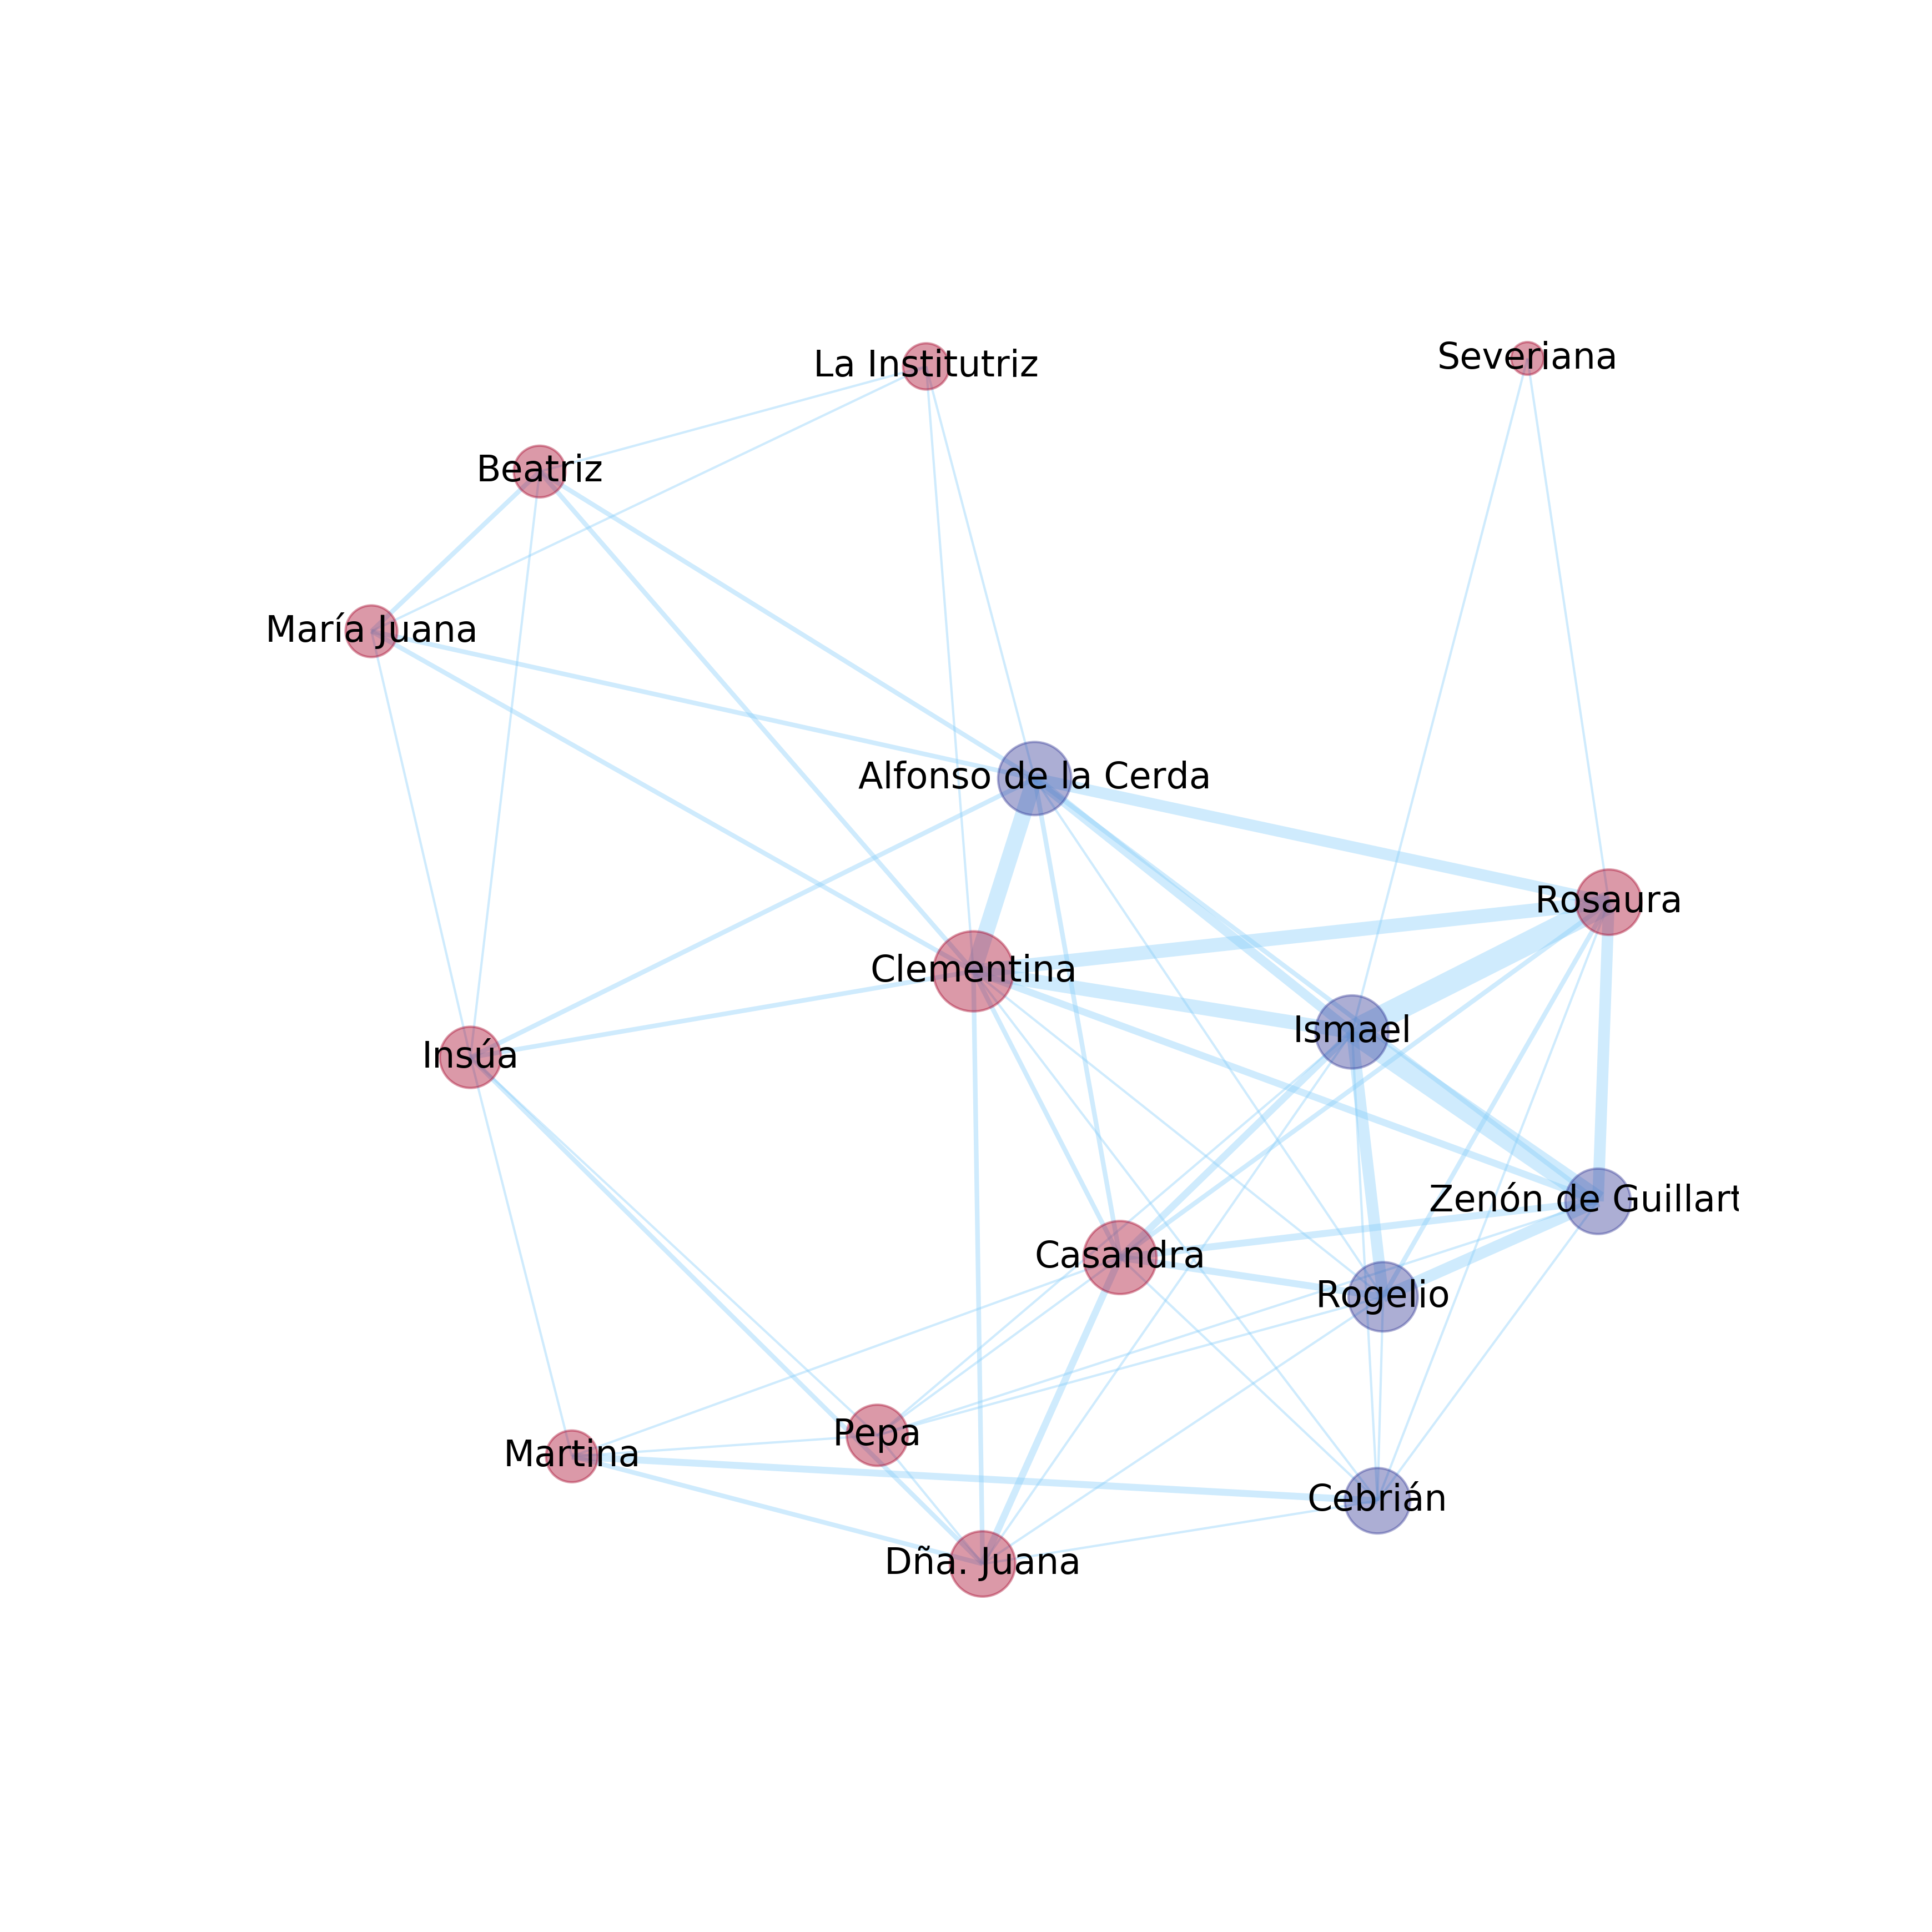 La Institutriz
Severiana
Beatriz
María Juana
Alfonso de la Cerda
Rosaura
Clementina
Ismael
Insúa
Zenón de Guillart
Casandra
Rogelio
Pepa
Martina
Cebrián
Dña. Juana